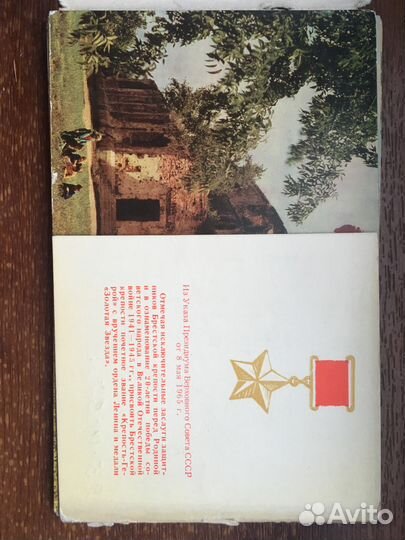 Из Указа Президиума Верховного Совета СССР
от 8 мая 1965 г.
Отмечая исключительные заслуги защит-
ников Брестской крепости перед Родиной
и в ознаменование 20-летия победы со-
ветского народа в Великой Отечественной
войне 1941—1945 гг., присвоить Брестской
крепости почетное звание «Крепость-Ге-
рой» с вручением ордена Ленина и медали
«Золотая Звезда».
Avito